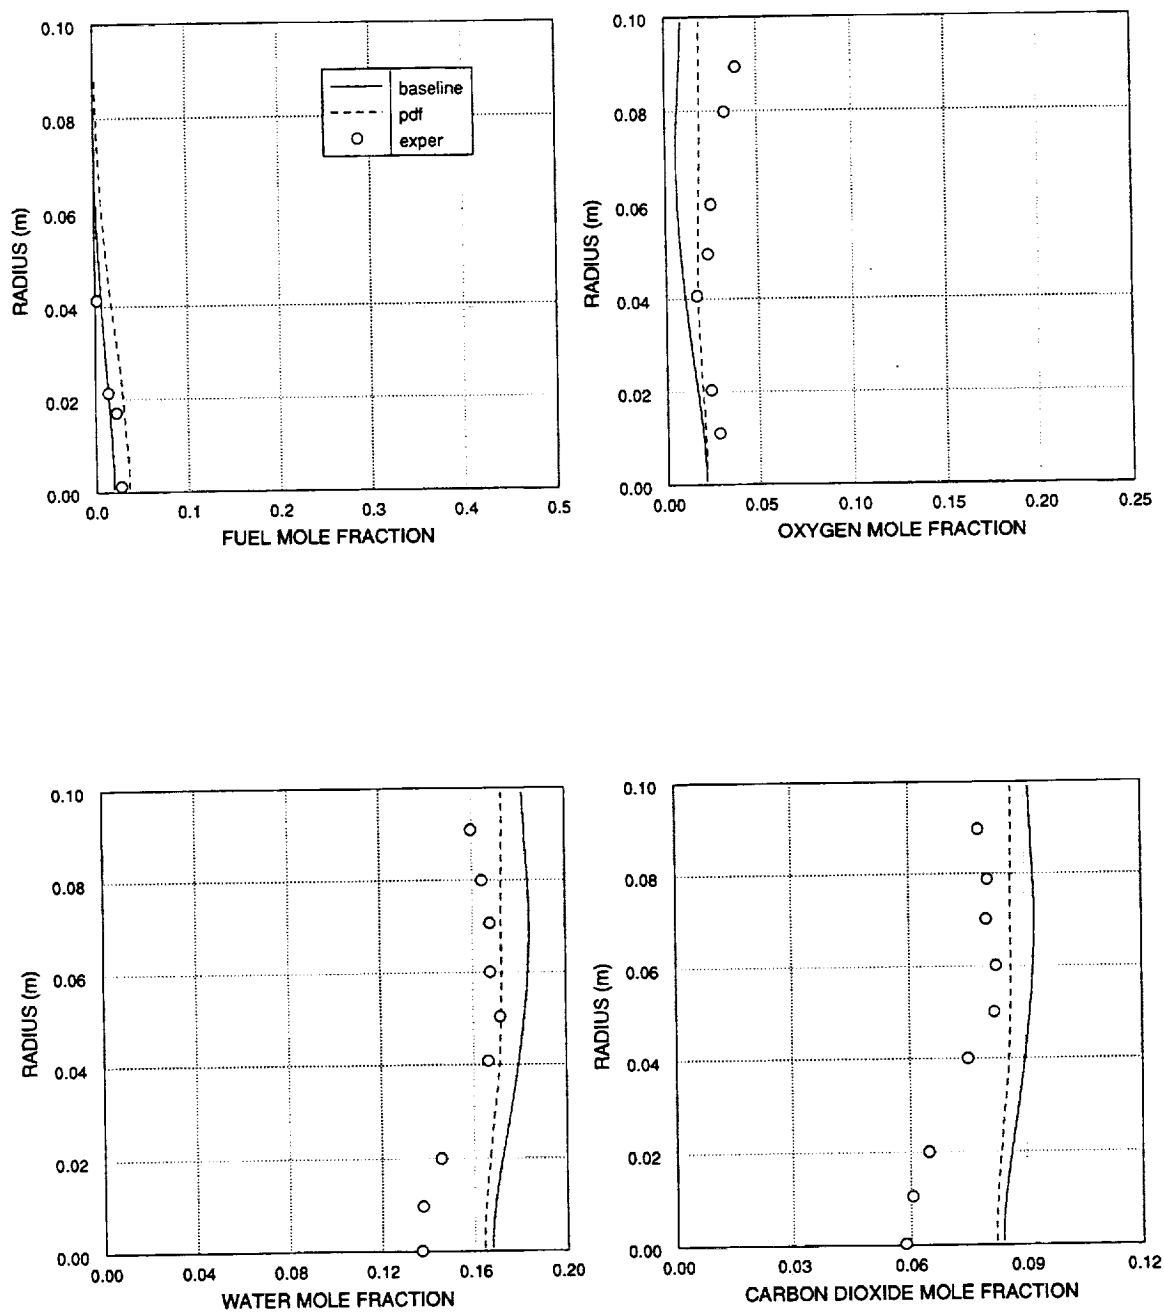 0.10
0.08
0.06
0.04
0.02
0.00
RADIUS (m)
baseline
pdf
exper
0.0 0.1 0.2 0.3 0.4 0.5
FUEL MOLE FRACTION
0.10
0.08
0.06
0.04
0.02
0.00
RADIUS (m)
0.00 0.05 0.10 0.15 0.20 0.25
OXYGEN MOLE FRACTION
0.10
0.08
0.06
0.04
0.02
0.00
RADIUS (m)
0.00 0.04 0.08 0.12 0.16 0.20
WATER MOLE FRACTION
0.10
0.08
0.06
0.04
0.02
0.00
RADIUS (m)
0.00 0.03 0.06 0.09 0.12
CARBON DIOXIDE MOLE FRACTION